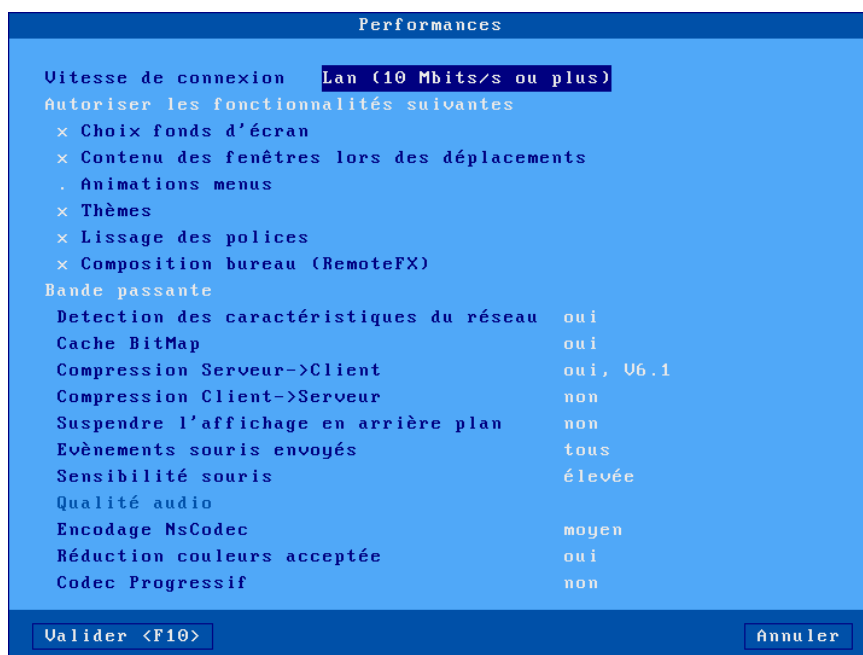 Performances
Vitesse de connexion Lan (10 Mbits/s ou plus)
Autoriser les fonctionnalités suivantes
x Choix fonds d'écran
x Contenu des fenêtres lors des déplacements
. Animations menus
x Thèmes
x Lissage des polices
x Composition bureau (RemoteFX)
Bande passante
Detection des caractéristiques du réseau oui
Cache BitMap oui
Compression Serveur->Client oui, V6.1
Compression Client->Serveur non
Suspendre l'affichage en arrière plan non
Evènements souris envoyés tous
Sensibilité souris élevée
Qualité audio
Encodage NsCodec moyen
Réduction couleurs acceptée oui
Codec Progressif non
Valider <F10> Annuler